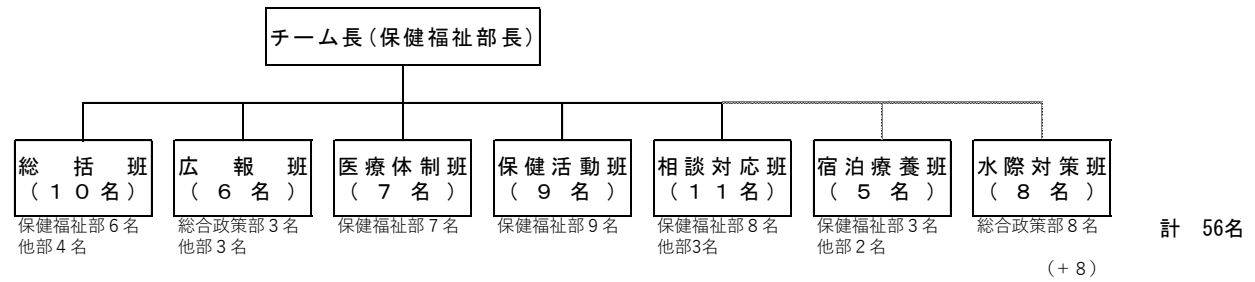 チーム長(保健福祉部長)
総括班
(10名)
保健福祉部6名
他部4名
広報班
(6名)
総合政策部3名
他部3名
医療体制班
(7名)
保健福祉部7名
保健活動班
(9名)
保健福祉部9名
相談対応班
(11名)
保健福祉部8名
他部3名
宿泊療養班
(5名)
保健福祉部3名
他部2名
水際対策班
(8名)
総合政策部8名
計 56名
(+8)